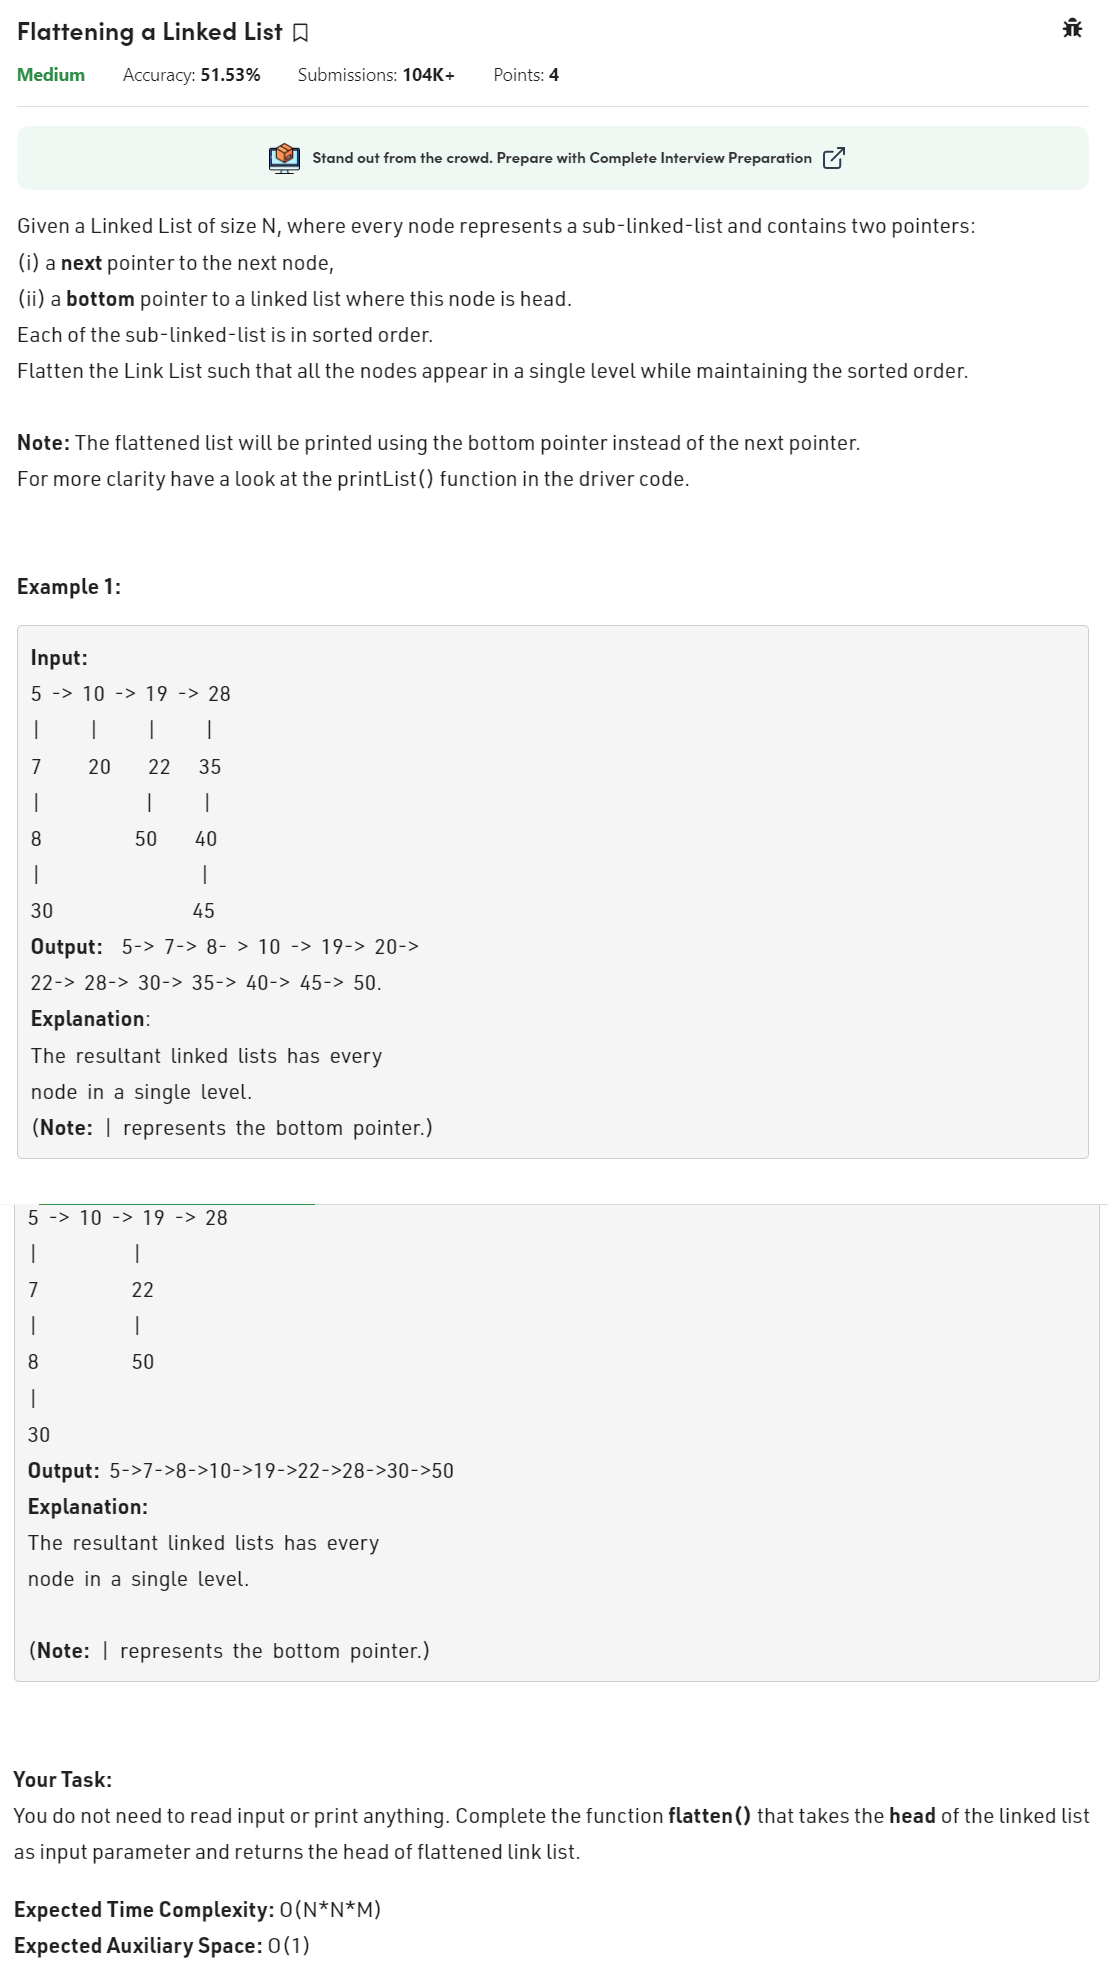 Flattening a Linked List
Medium Accuracy: 51.53% Submissions: 104K+ Points: 4
Stand out from the crowd. Prepare with Complete Interview Preparation
Given a Linked List of size N, where every node represents a sub-linked-list and contains two pointers:
(i) a next pointer to the next node,
(ii) a bottom pointer to a linked list where this node is head.
Each of the sub-linked-list is in sorted order.
Flatten the Link List such that all the nodes appear in a single level while maintaining the sorted order.
Note: The flattened list will be printed using the bottom pointer instead of the next pointer.
For more clarity have a look at the printList() function in the driver code.
Example 1:
Input:
5 -> 10 -> 19 -> 28
|     |     |     |
7     20    22   35
|           |     |
8          50    40
|                 |
30               45
Output:  5-> 7-> 8- > 10 -> 19-> 20->
22-> 28-> 30-> 35-> 40-> 45-> 50.
Explanation:
The resultant linked lists has every
node in a single level.
(Note: | represents the bottom pointer.)
5 -> 10 -> 19 -> 28
|          |
7          22
|          |
8          50
|
30
Output: 5->7->8->10->19->22->28->30->50
Explanation:
The resultant linked lists has every
node in a single level.
(Note: | represents the bottom pointer.)
Your Task:
You do not need to read input or print anything. Complete the function flatten() that takes the head of the linked list
as input parameter and returns the head of flattened link list.
Expected Time Complexity: O(N*N*M)
Expected Auxiliary Space: O(1)